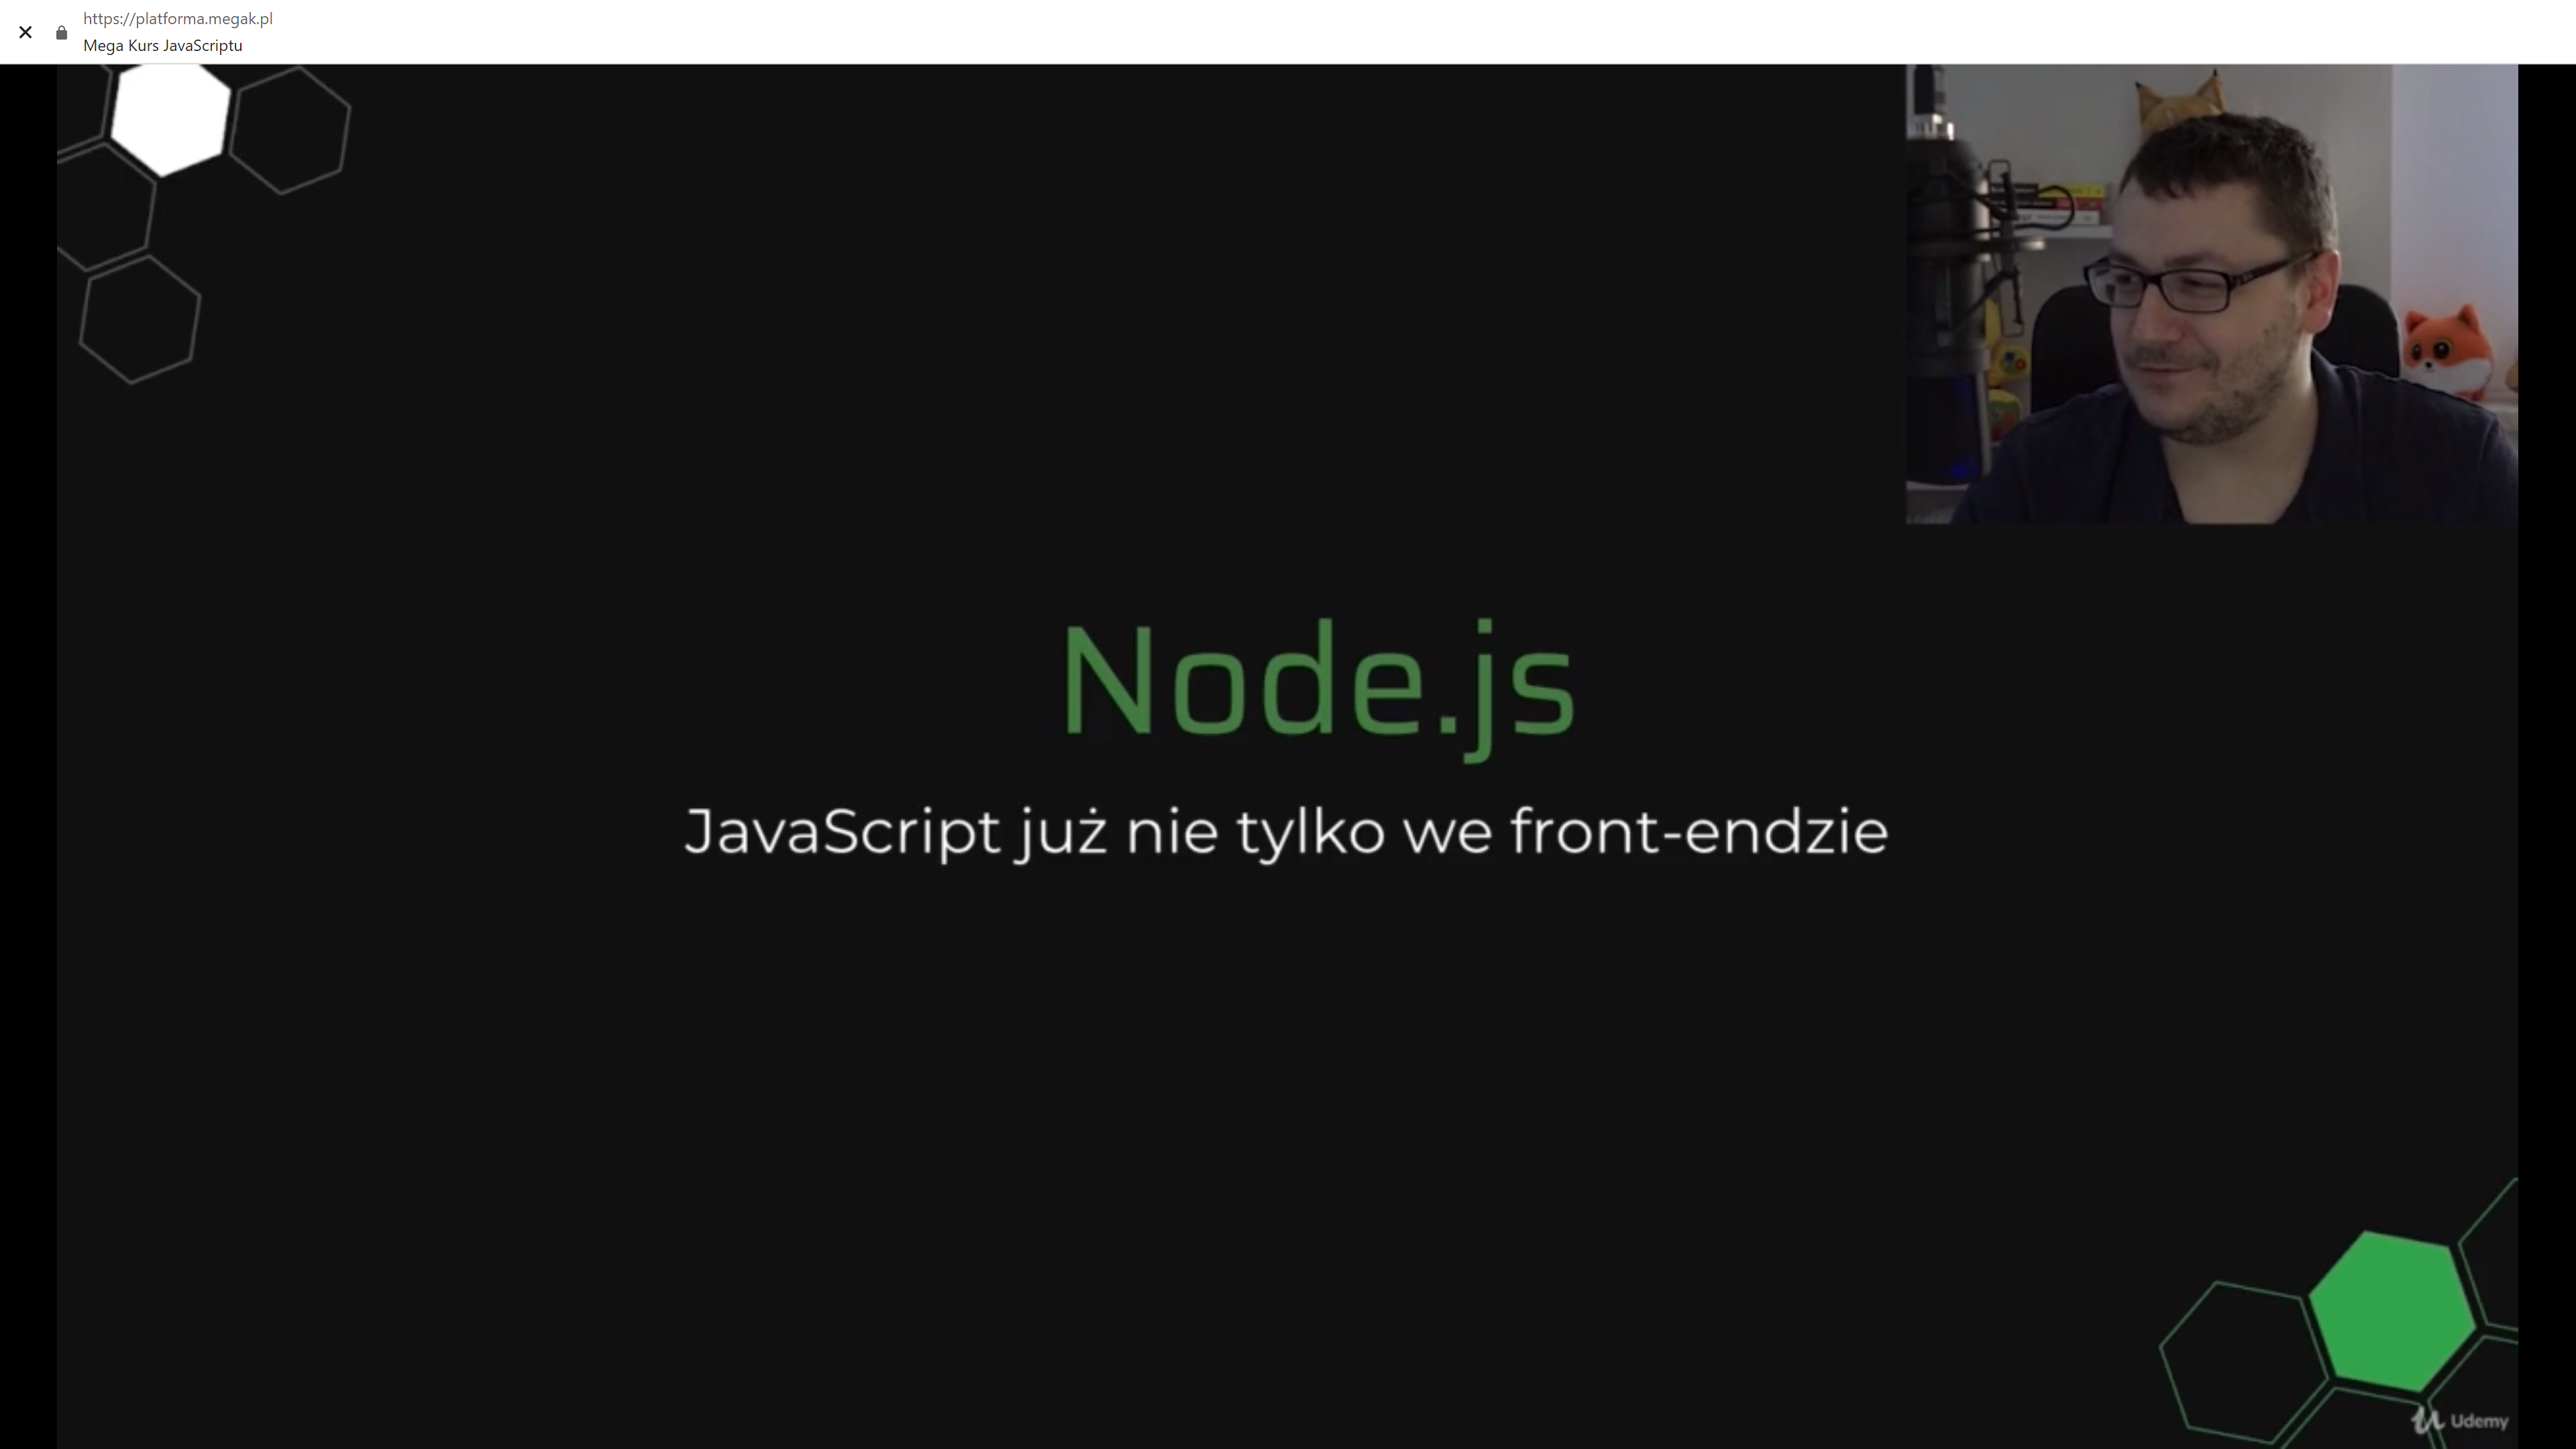 https://platforma.megak.pl
Mega Kurs JavaScriptu
Node.js
JavaScript już nie tylko we front-endzie
Udemy